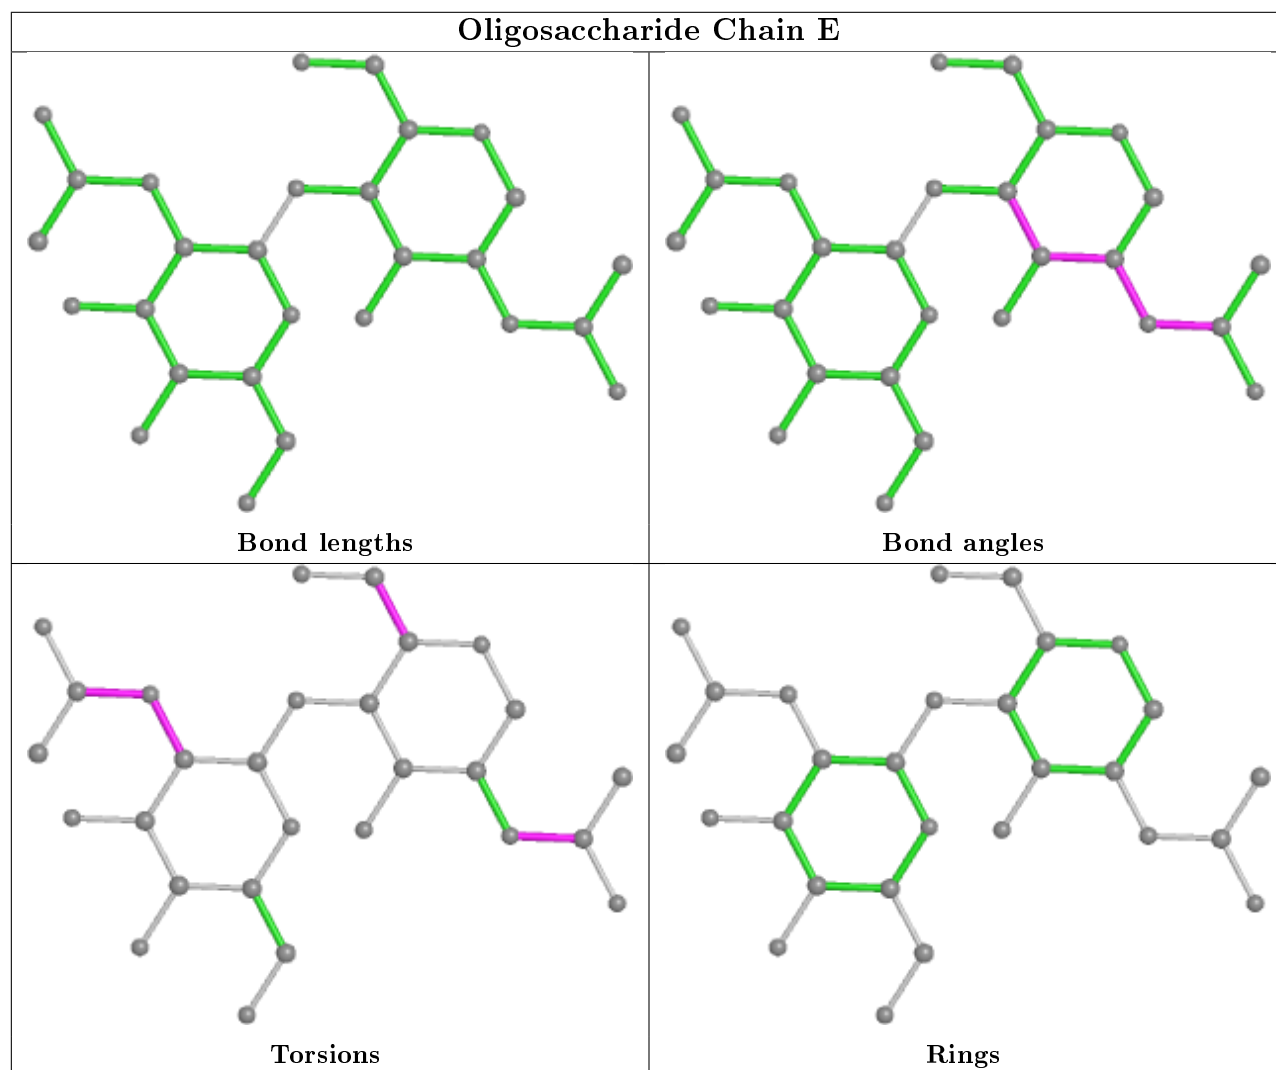 Oligosaccharide Chain E
Bond lengths
Bond angles
Torsions
Rings